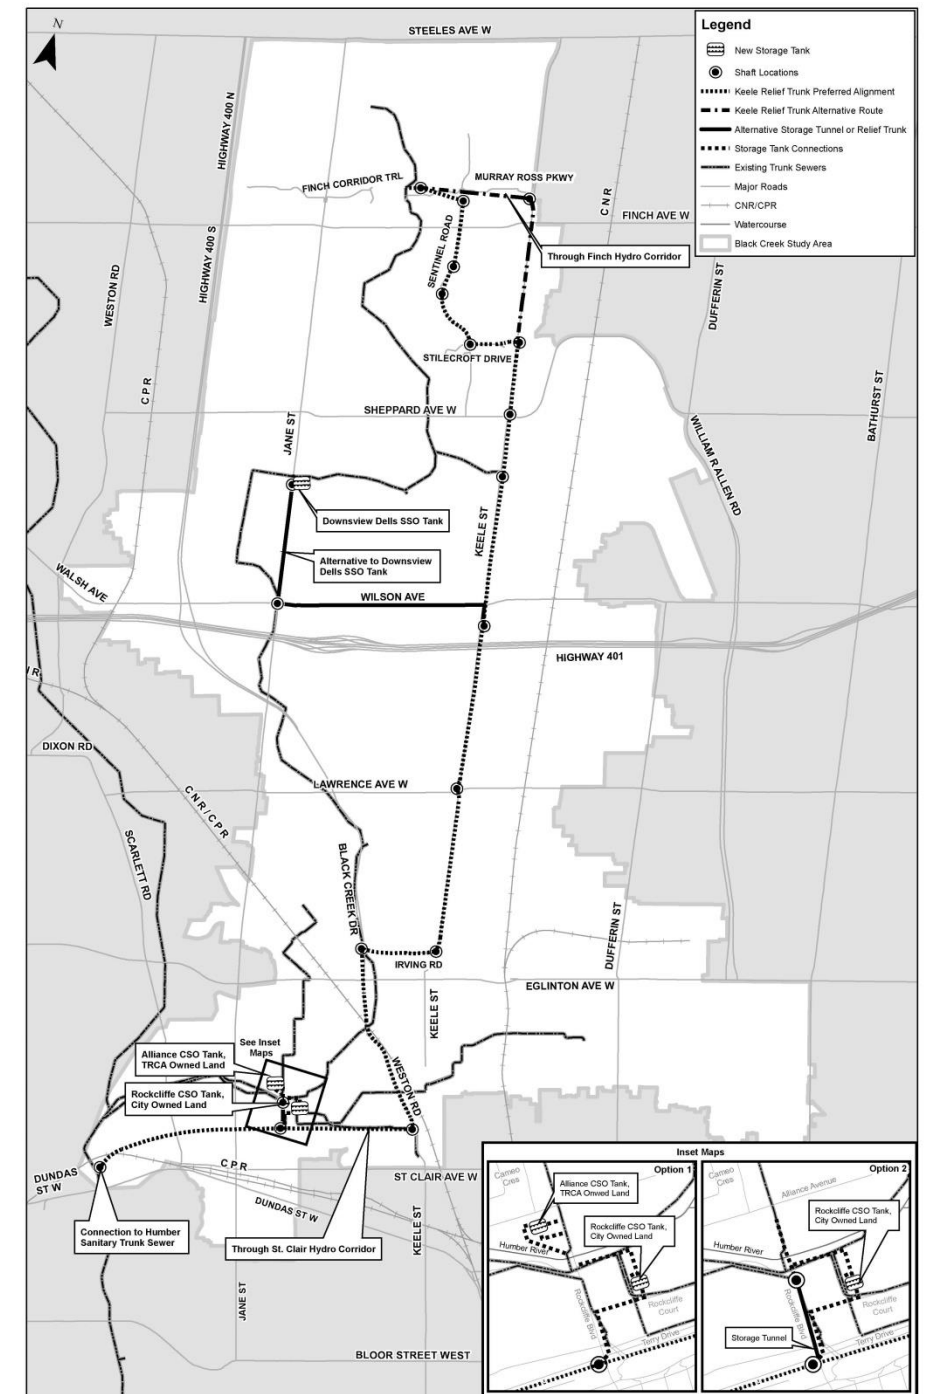 N
STEELES AVE W
Legend
New Storage Tank
Shaft Locations
Keele Relief Trunk Preferred Alignment
Keele Relief Trunk Alternative Route
Alternative Storage Tunnel or Relief Trunk
Storage Tank Connections
Existing Trunk Sewers
Major Roads
CNR/CPR
Watercourse
Black Creek Study Area
HIGHWAY 400 N
FINCH CORRIDOR TRL
MURRAY ROSS PKWY
CNR
FINCH AVE W
HIGHWAY 400 S
SENTINEL ROAD
Through Finch Hydro Corridor
WESTON RD
DUFFERIN ST
STILECROFT DRIVE
CPR
BATHURST ST
SHEPPARD AVE W
JANE ST
WILLIAM R ALLEN RD
KEELE ST
Downsview Dells SSO Tank
Alternative to Downsview
Dells SSO Tank
WALSH AVE
WILSON AVE
HIGHWAY 401
I R
DIXON RD
LAWRENCE AVE W
CNR/CPR
SCARLETT RD
BLACK CREEK DR
DUFFERIN ST
IRVING RD
EGLINTON AVE W
KEELE ST
See Inset
Maps
Alliance CSO Tank,
TRCA Owned Land
WESTON RD
Rockcliffe CSO Tank,
City Owned Land
CPR
DUNDAS
ST W
ST CLAIR AVE W
DUNDAS ST W
KEELE ST
Connection to Humber
Sanitary Trunk Sewer
Through St. Clair Hydro Corridor
JANE ST
BLOOR STREET WEST
Inset Maps
Option 1
Cameo
Cres
Alliance CSO Tank,
TRCA Onwed Land
Rockcliffe CSO Tank,
City Owned Land
Humber River
Rockcliffe Blvd
Rockcliffe
Court
Terry Drive
Option 2
Cameo
Cres
Alliance Avenue
Rockcliffe CSO Tank,
City Owned Land
Humber River
Rockcliffe Blvd
Rockcliffe
Court
Terry Drive
Storage Tunnel